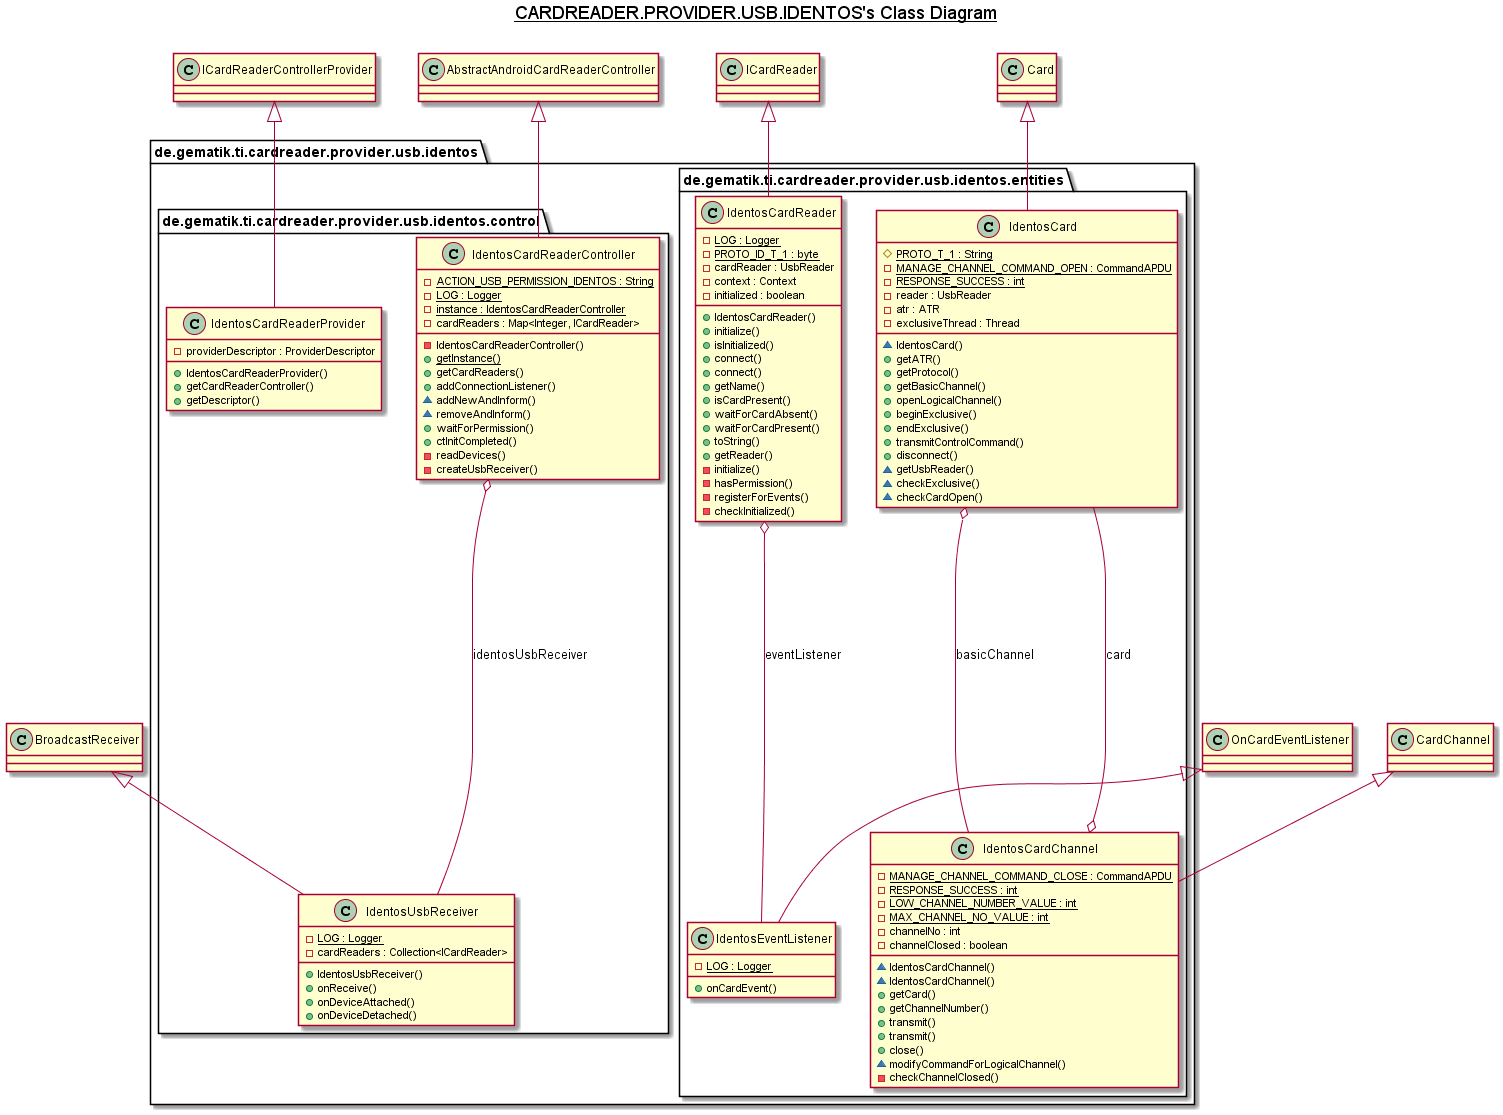 CARDREADER.PROVIDER.USB.IDENTOS's Class Diagram
C ICardReaderControllerProvider
C AbstractAndroidCardReaderController
C ICardReader
C Card
de.gematik.ti.cardreader.provider.usb.identos
de.gematik.ti.cardreader.provider.usb.identos.control
C IdentosCardReaderProvider
providerDescriptor : ProviderDescriptor
IdentosCardReaderProvider()
getCardReaderController()
getDescriptor()
C IdentosCardReaderController
ACTION_USB_PERMISSION_IDENTOS : String
LOG : Logger
instance : IdentosCardReaderController
cardReaders : Map<Integer, ICardReader>
IdentosCardReaderController()
getInstance()
getCardReaders()
addConnectionListener()
addNewAndInform()
removeAndInform()
waitForPermission()
ctInitCompleted()
readDevices()
createUsbReceiver()
de.gematik.ti.cardreader.provider.usb.identos.entities
C IdentosCardReader
LOG : Logger
PROTO_ID_T_1 : byte
cardReader : UsbReader
context : Context
initialized : boolean
IdentosCardReader()
initialize()
isInitialized()
connect()
connect()
getName()
isCardPresent()
waitForCardAbsent()
waitForCardPresent()
toString()
getReader()
initialize()
hasPermission()
registerForEvents()
checkInitialized()
C IdentosCard
PROTO_T_1 : String
MANAGE_CHANNEL_COMMAND_OPEN : CommandAPDU
RESPONSE_SUCCESS : int
reader : UsbReader
atr : ATR
exclusiveThread : Thread
IdentosCard()
getATR()
getProtocol()
getBasicChannel()
openLogicalChannel()
beginExclusive()
endExclusive()
transmitControlCommand()
disconnect()
getUsbReader()
checkExclusive()
checkCardOpen()
identosUsbReceiver
eventListener
basicChannel
card
C BroadcastReceiver
C OnCardEventListener
C CardChannel
C IdentosUsbReceiver
LOG : Logger
cardReaders : Collection<ICardReader>
IdentosUsbReceiver()
onReceive()
onDeviceAttached()
onDeviceDetached()
C IdentosEventListener
LOG : Logger
onCardEvent()
C IdentosCardChannel
MANAGE_CHANNEL_COMMAND_CLOSE : CommandAPDU
RESPONSE_SUCCESS : int
LOW_CHANNEL_NUMBER_VALUE : int
MAX_CHANNEL_NO_VALUE : int
channelNo : int
channelClosed : boolean
IdentosCardChannel()
IdentosCardChannel()
getCard()
getChannelNumber()
transmit()
transmit()
close()
modifyCommandForLogicalChannel()
checkChannelClosed()